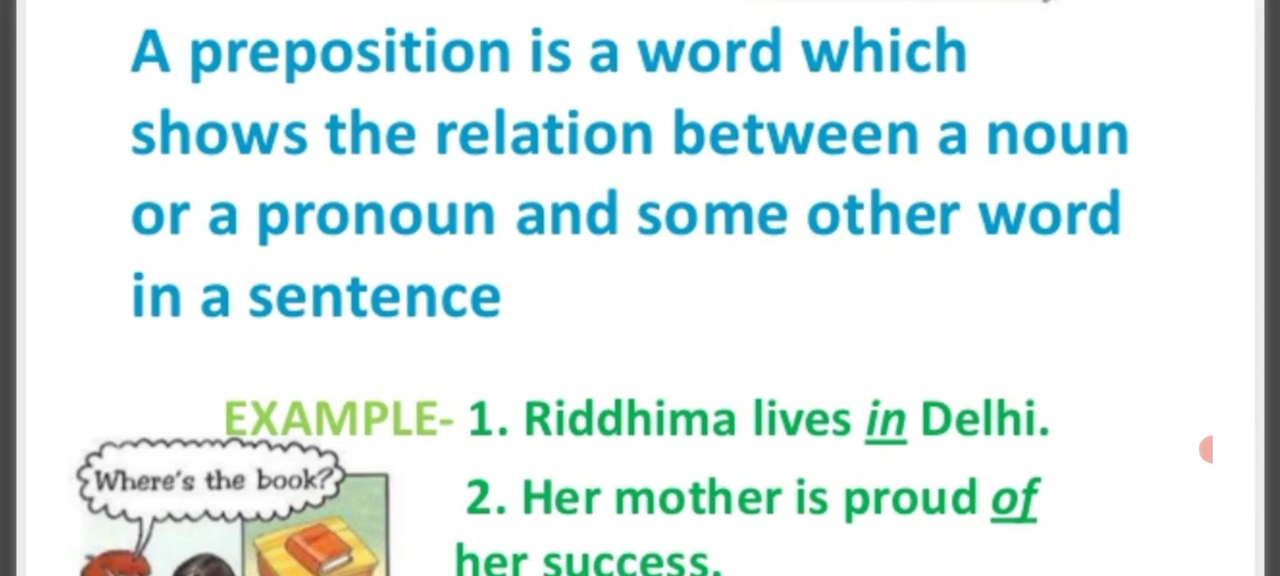 A preposition is a word which
shows the relation between a noun
or a pronoun and some other word
in a sentence
EXAMPLE- 1. Riddhima lives in Delhi.
Where's the book?
2. Her mother is proud of
her success.